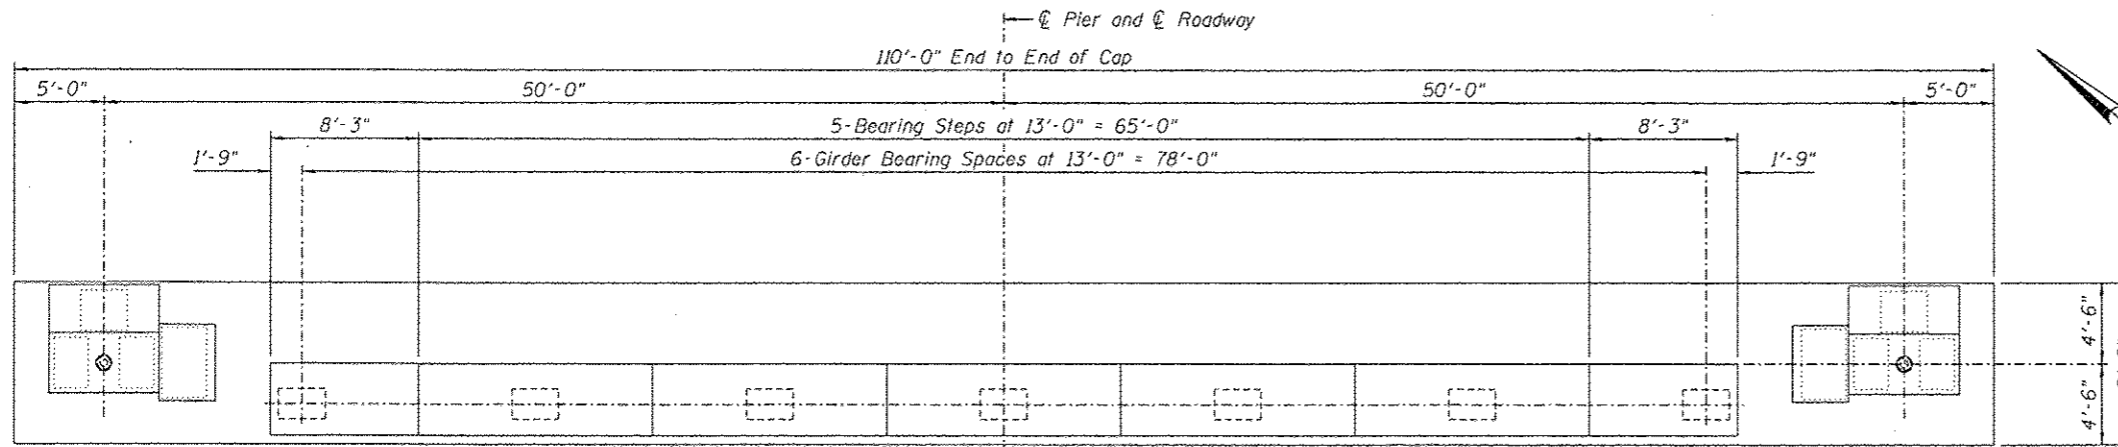 ℄ Pier and ℄ Roadway
110'-0" End to End of Cap
5'-0" 50'-0" 50'-0" 5'-0"
8'-3" 5-Bearing Steps at 13'-0" = 65'-0" 8'-3"
1'-9" 6-Girder Bearing Spaces at 13'-0" = 78'-0" 1'-9"
4'-6"
4'-6"